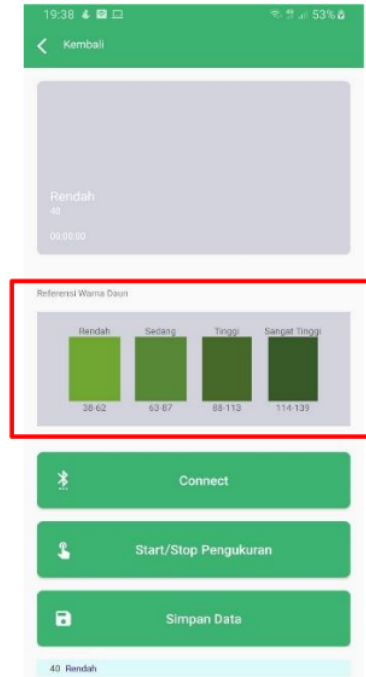 19:38 53%
Kembali
Rendah
40
00:00:00
Referensi Warna Daun
Rendah Sedang Tinggi Sangat Tinggi
38-62 63-87 88-113 114-139
Connect
Start/Stop Pengukuran
Simpan Data
40 Rendah